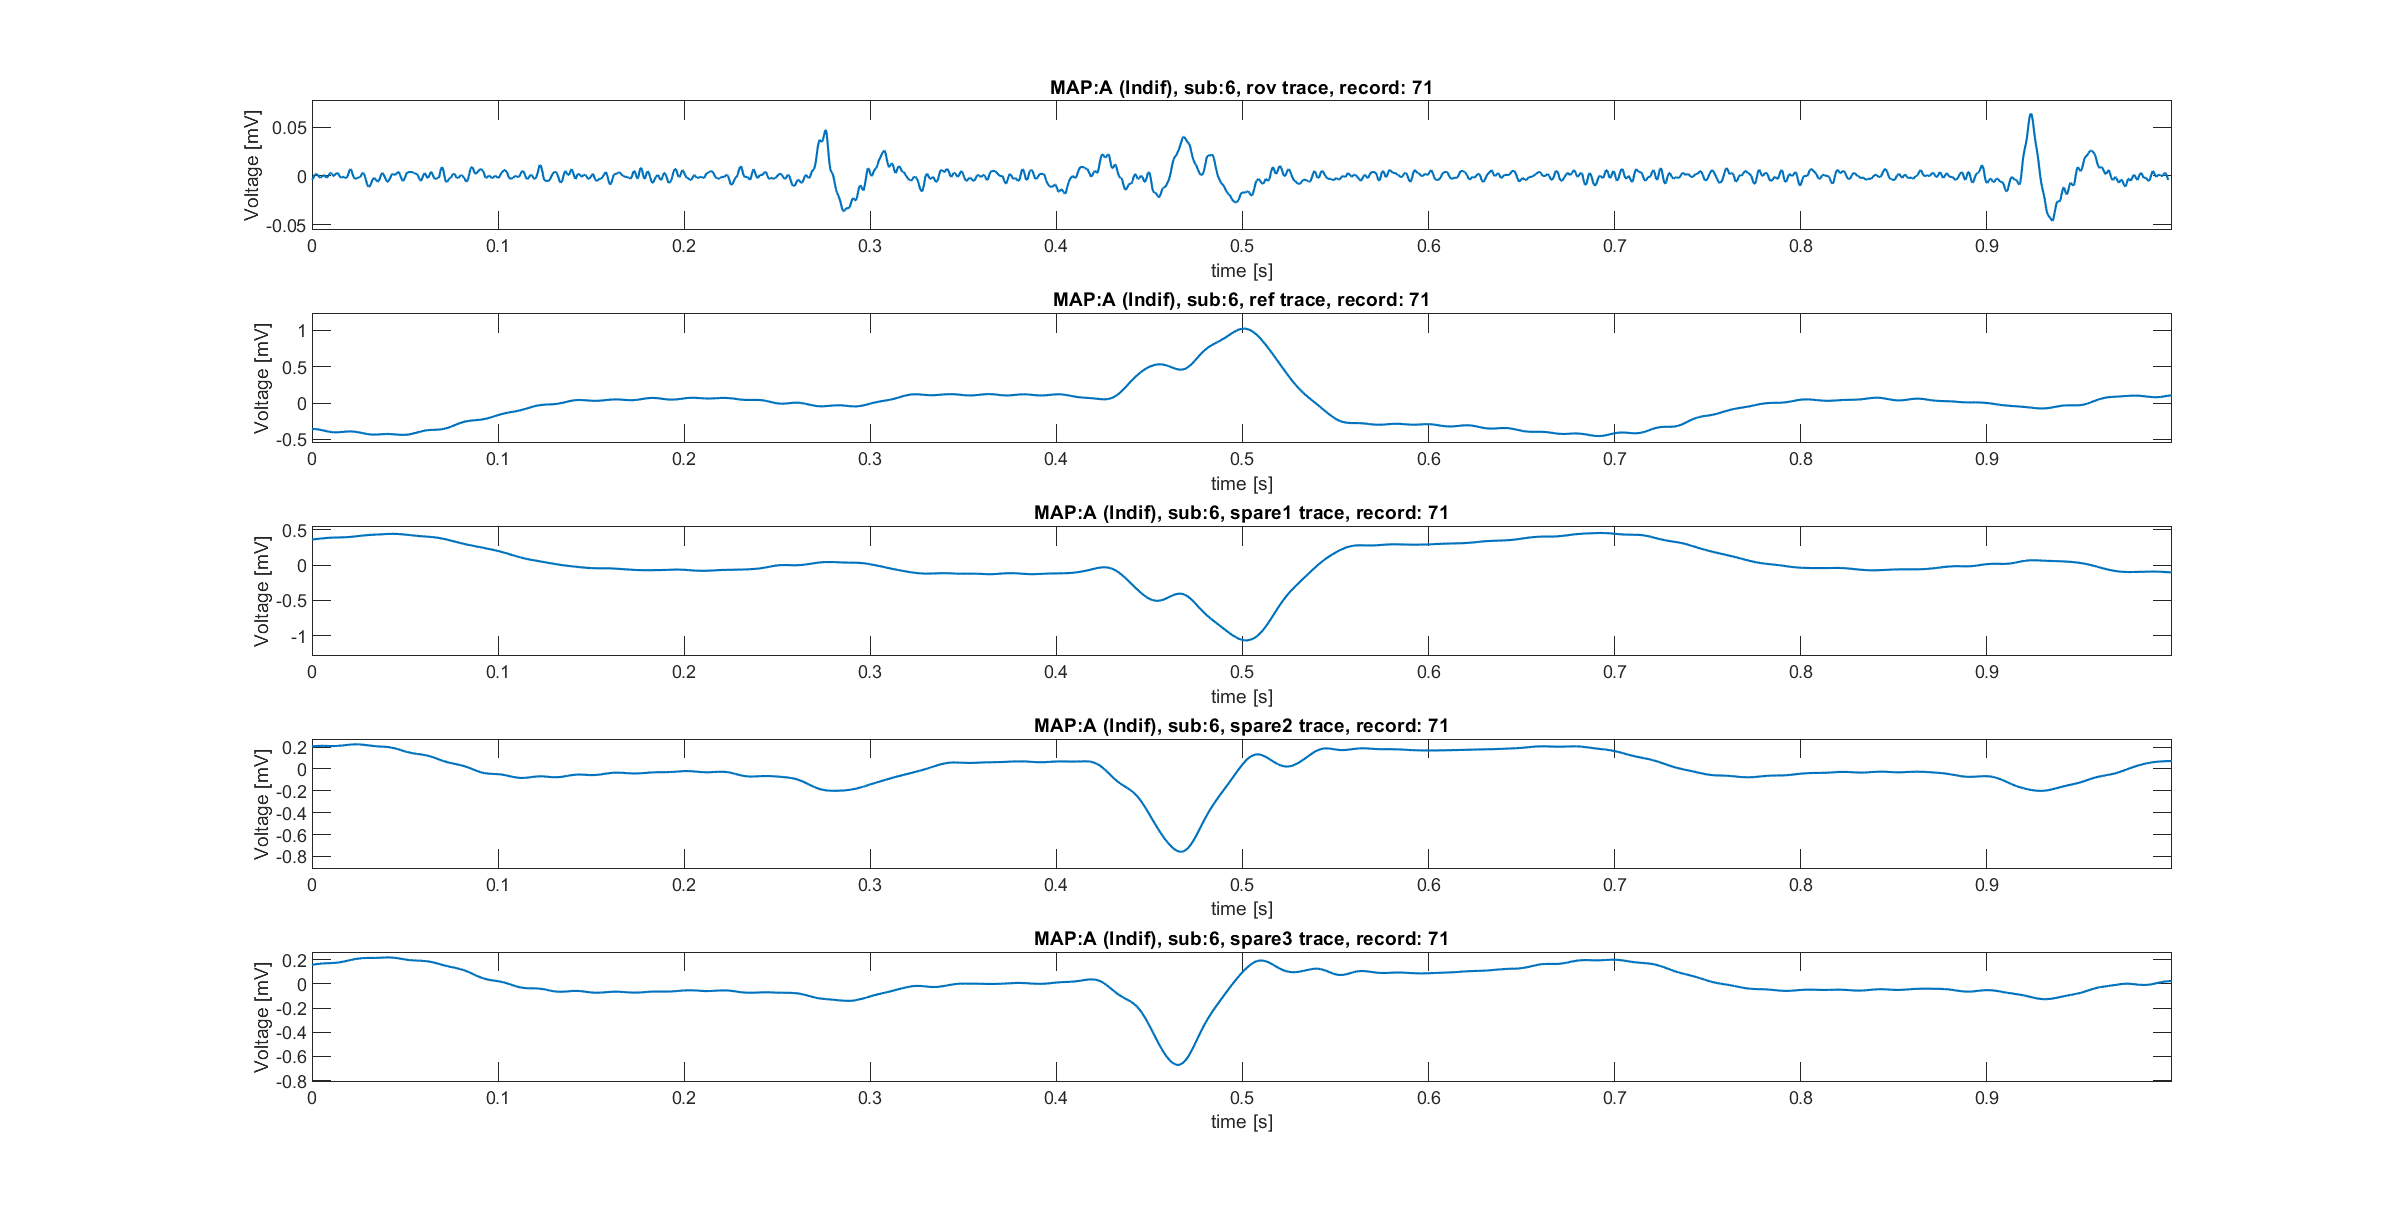 MAP:A (Indif), sub:6, rov trace, record: 71
Voltage [mV]
0.05
0
-0.05
0 0.1 0.2 0.3 0.4 0.5 0.6 0.7 0.8 0.9
time [s]
MAP:A (Indif), sub:6, ref trace, record: 71
Voltage [mV]
1
0.5
0
-0.5
0 0.1 0.2 0.3 0.4 0.5 0.6 0.7 0.8 0.9
time [s]
MAP:A (Indif), sub:6, spare1 trace, record: 71
Voltage [mV]
0.5
0
-0.5
-1
0 0.1 0.2 0.3 0.4 0.5 0.6 0.7 0.8 0.9
time [s]
MAP:A (Indif), sub:6, spare2 trace, record: 71
Voltage [mV]
0.2
0
-0.2
-0.4
-0.6
-0.8
0 0.1 0.2 0.3 0.4 0.5 0.6 0.7 0.8 0.9
time [s]
MAP:A (Indif), sub:6, spare3 trace, record: 71
Voltage [mV]
0.2
0
-0.2
-0.4
-0.6
-0.8
0 0.1 0.2 0.3 0.4 0.5 0.6 0.7 0.8 0.9
time [s]